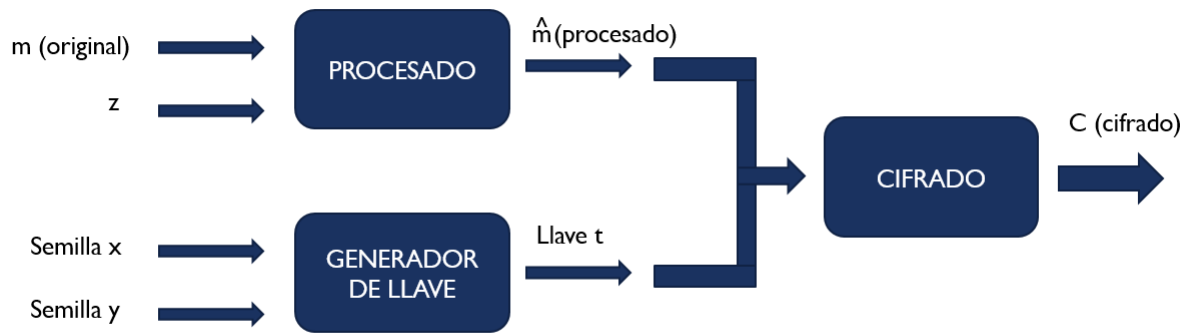 m (original)
z
PROCESADO
m̂ (procesado)
Semilla x
Semilla y
GENERADOR
DE LLAVE
Llave t
CIFRADO
C (cifrado)